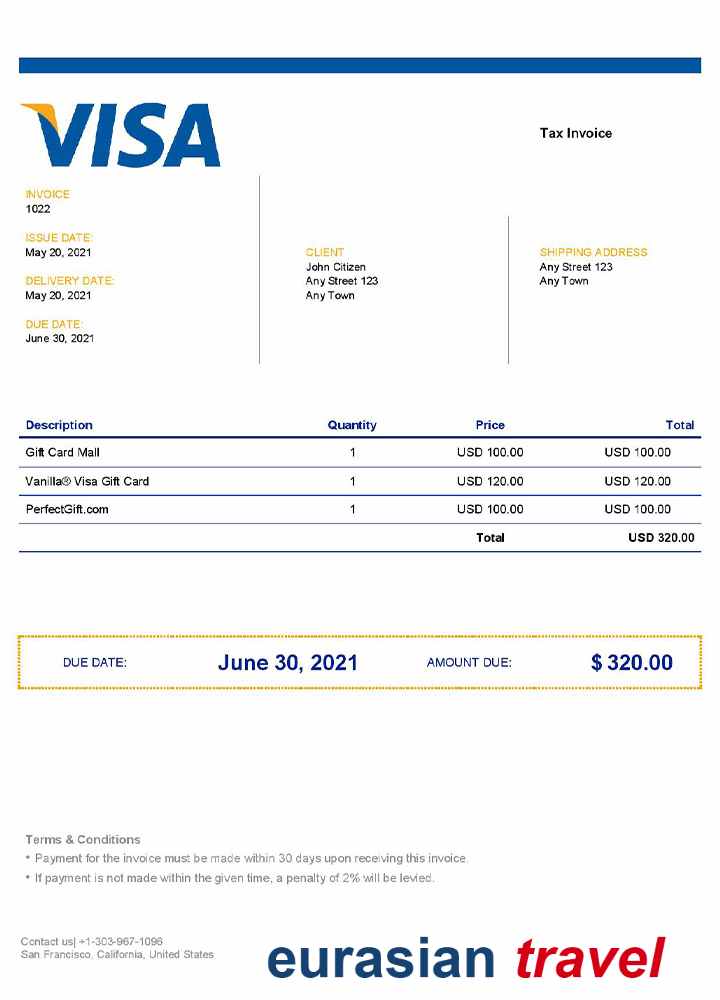 VISA
Tax Invoice
INVOICE
1022
ISSUE DATE:
May 20, 2021
DELIVERY DATE:
May 20, 2021
DUE DATE:
June 30, 2021
CLIENT
John Citizen
Any Street 123
Any Town
SHIPPING ADDRESS
Any Street 123
Any Town
Description Quantity Price Total
Gift Card Mall 1 USD 100.00 USD 100.00
Vanilla® Visa Gift Card 1 USD 120.00 USD 120.00
PerfectGift.com 1 USD 100.00 USD 100.00
Total USD 320.00
DUE DATE: June 30, 2021 AMOUNT DUE: $ 320.00
Terms & Conditions
• Payment for the invoice must be made within 30 days upon receiving this invoice.
• If payment is not made within the given time, a penalty of 2% will be levied.
Contact us| +1-303-967-1096
San Francisco, California, United States
eurasian travel